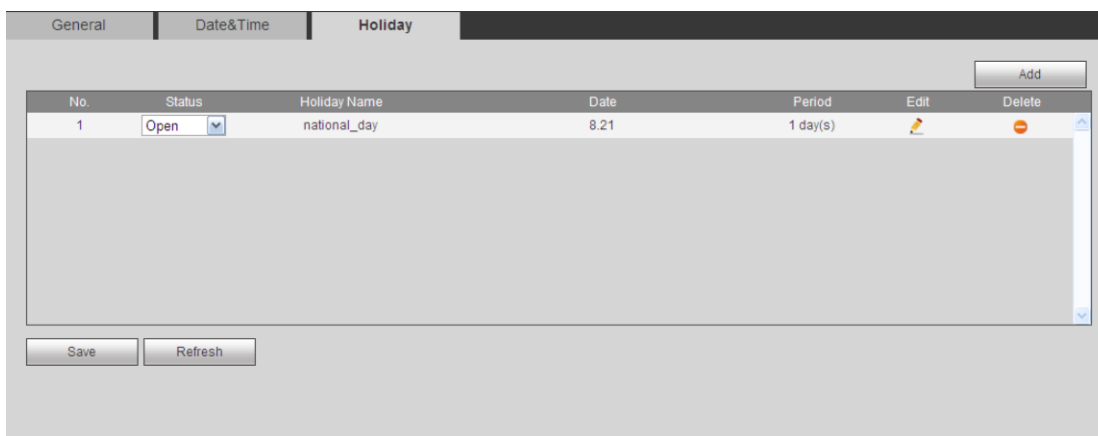 General Date&Time Holiday
Add
No. Status Holiday Name Date Period Edit Delete
1 Open national_day 8.21 1 day(s)
Save Refresh